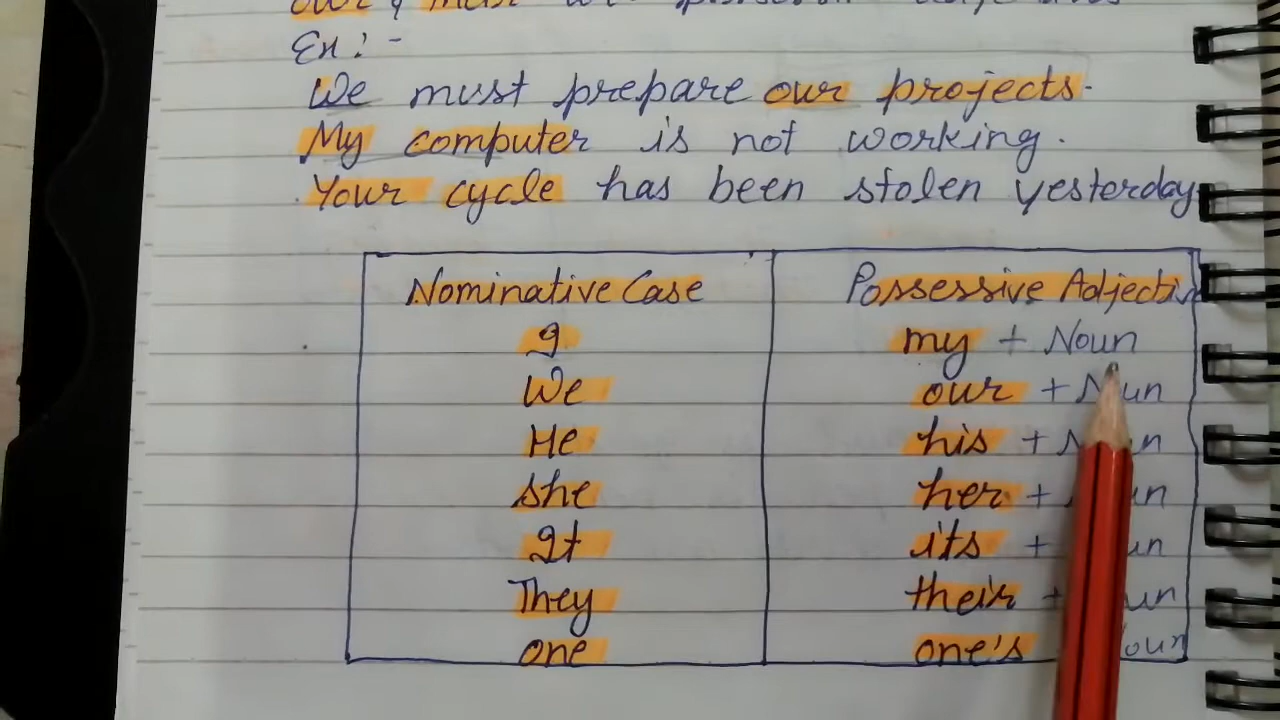 our & their
Ex:-
We must prepare our projects.
My computer is not working.
Your cycle has been stolen yesterday
Nominative Case Possessive Adjective
I my + Noun
We our + Noun
He his + Noun
She her + Noun
It its + Noun
They their + Noun
one one's Noun